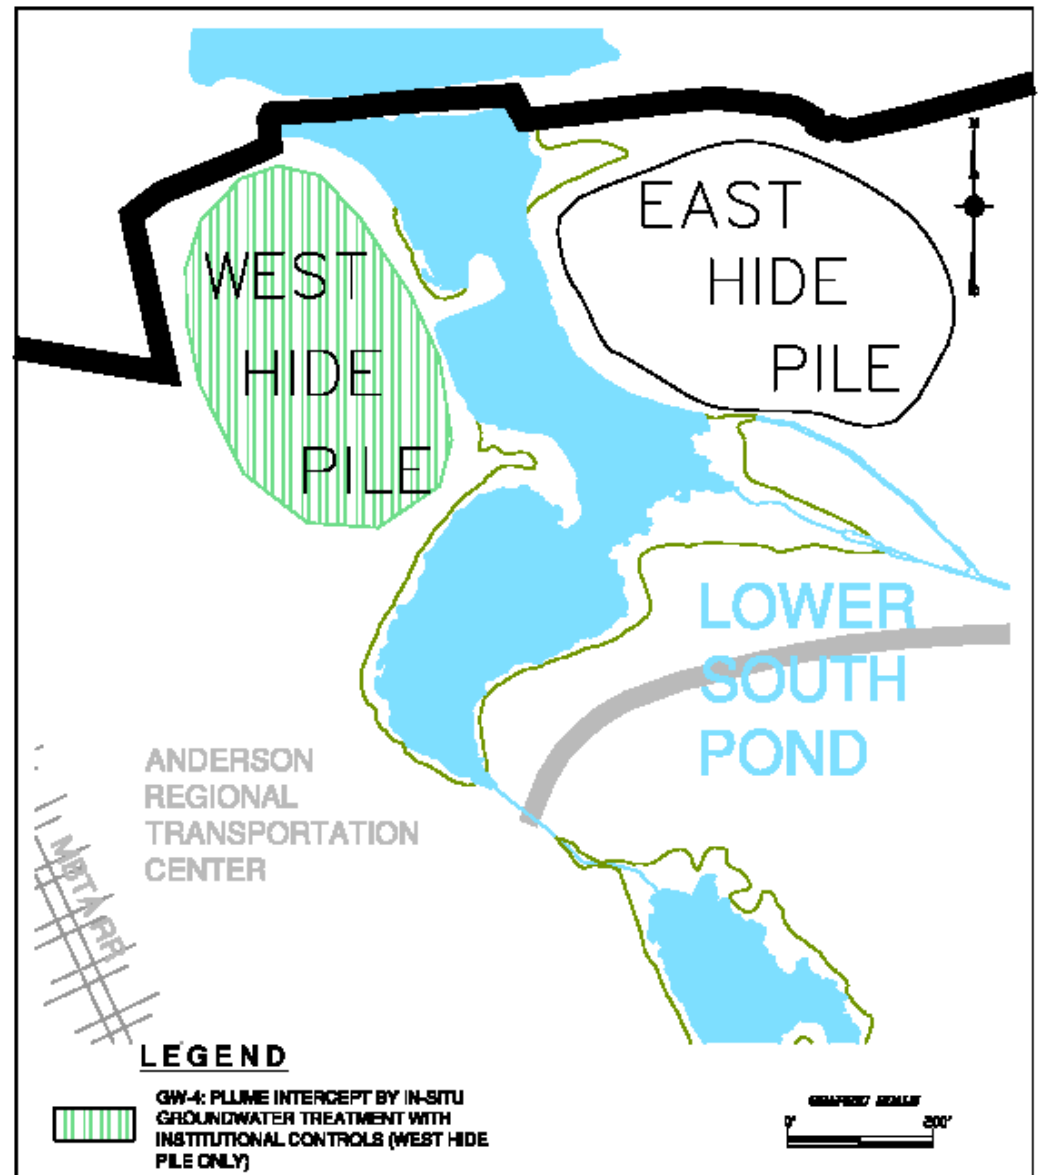 N
EAST
HIDE
PILE
WEST
HIDE
PILE
LOWER
SOUTH
POND
ANDERSON
REGIONAL
TRANSPORTATION
CENTER
MBTA RR
LEGEND
GW-4: PLUME INTERCEPT BY IN-SITU
GROUNDWATER TREATMENT WITH
INSTITUTIONAL CONTROLS (WEST HIDE
PILE ONLY)
GRAPHIC SCALE
0' 200'